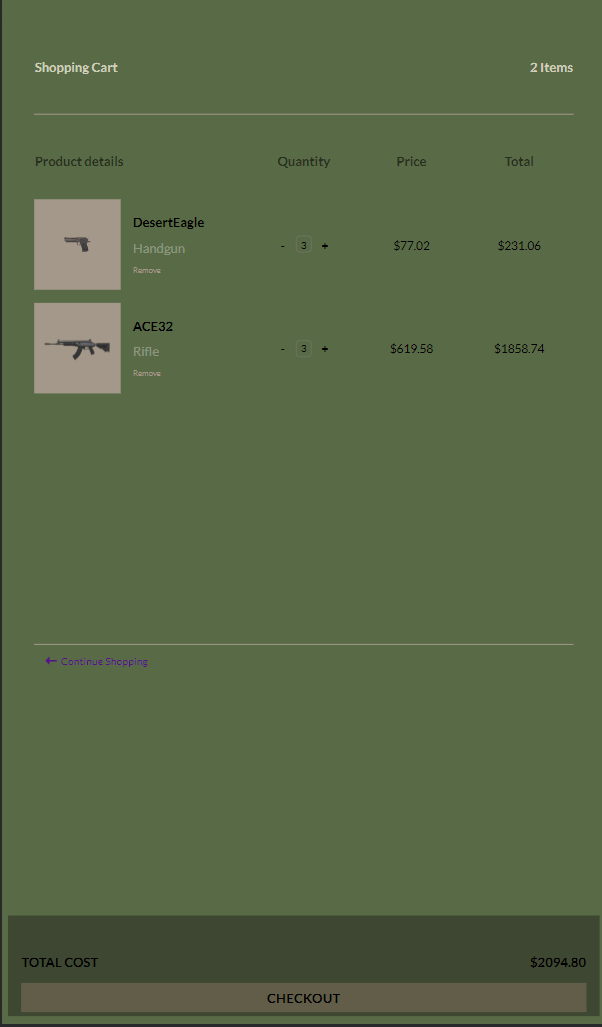 Shopping Cart 2 Items
Product details Quantity Price Total
DesertEagle
Handgun
Remove
- 3 + $77.02 $231.06
ACE32
Rifle
Remove
- 3 + $619.58 $1858.74
← Continue Shopping
TOTAL COST $2094.80
CHECKOUT